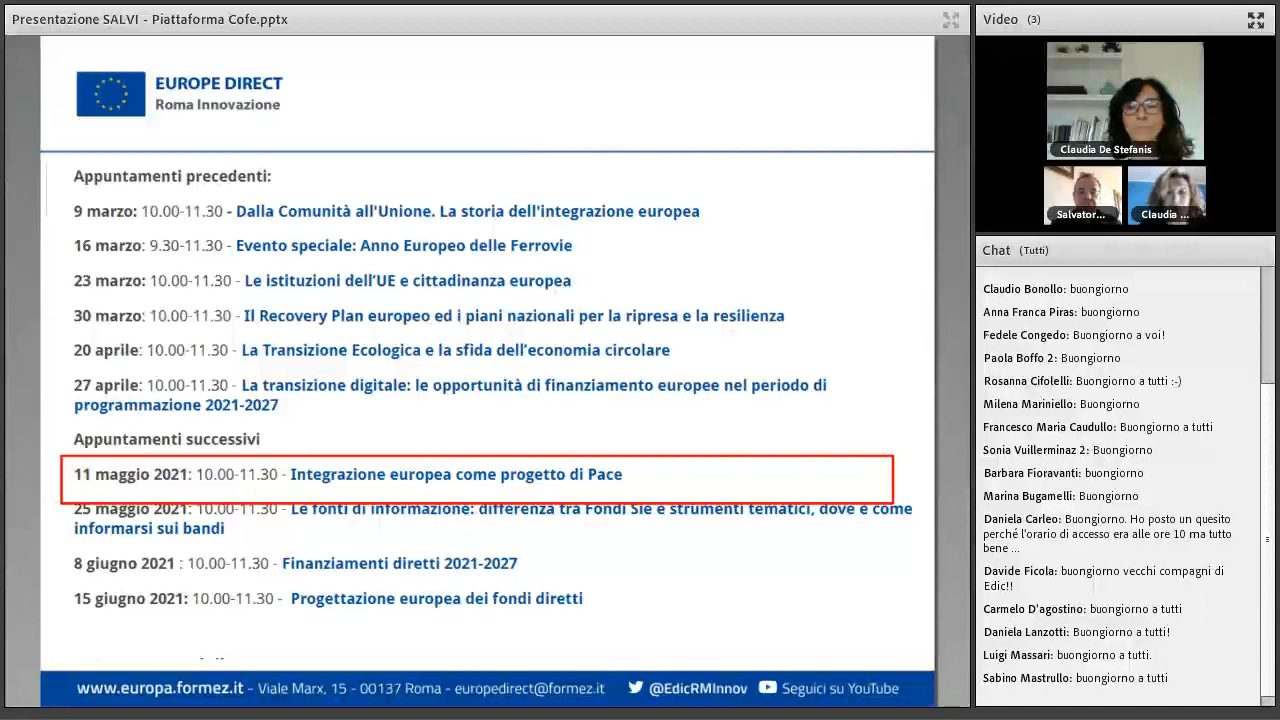 Presentazione SALVI - Piattaforma Cofe.pptx
EUROPE DIRECT
Roma Innovazione
Appuntamenti precedenti:
9 marzo: 10.00-11.30 - Dalla Comunità all'Unione. La storia dell'integrazione europea
16 marzo: 9.30-11.30 - Evento speciale: Anno Europeo delle Ferrovie
23 marzo: 10.00-11.30 - Le istituzioni dell'UE e cittadinanza europea
30 marzo: 10.00-11.30 - Il Recovery Plan europeo ed i piani nazionali per la ripresa e la resilienza
20 aprile: 10.00-11.30 - La Transizione Ecologica e la sfida dell'economia circolare
27 aprile: 10.00-11.30 - La transizione digitale: le opportunità di finanziamento europee nel periodo di
programmazione 2021-2027
Appuntamenti successivi
11 maggio 2021: 10.00-11.30 - Integrazione europea come progetto di Pace
25 maggio 2021: 10.00-11.30 - Le fonti di informazione: differenza tra Fondi Sie e strumenti tematici, dove e come
informarsi sui bandi
8 giugno 2021 : 10.00-11.30 - Finanziamenti diretti 2021-2027
15 giugno 2021: 10.00-11.30 - Progettazione europea dei fondi diretti
www.europa.formez.it - Viale Marx, 15 - 00137 Roma - europedirect@formez.it @EdicRMInnov Seguici su YouTube
Video (3)
Claudia De Stefanis
Salvator... Claudia ...
Chat (Tutti)
Claudio Bonollo: buongiorno
Anna Franca Piras: buongiorno
Fedele Congedo: Buongiorno a voi!
Paola Boffo 2: Buongiorno
Rosanna Cifolelli: Buongiorno a tutti :-)
Milena Mariniello: Buongiorno
Francesco Maria Caudullo: Buongiorno a tutti
Sonia Vuillerminaz 2: Buongiorno
Barbara Fioravanti: buongiorno
Marina Bugamelli: Buongiorno
Daniela Carleo: Buongiorno. Ho posto un quesito
perché l'orario di accesso era alle ore 10 ma tutto
bene ...
Davide Ficola: buongiorno vecchi compagni di
Edic!!
Carmelo D'agostino: buongiorno a tutti
Daniela Lanzotti: Buongiorno a tutti!
Luigi Massari: buongiorno a tutti.
Sabino Mastrullo: buongiorno a tutti